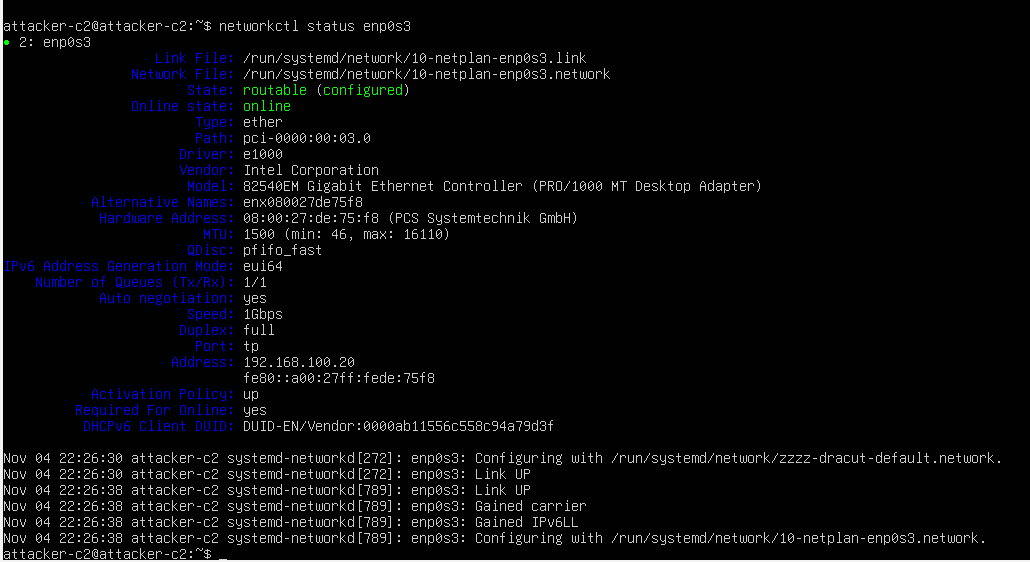 attacker-c2@attacker-c2:~$ networkctl status enp0s3
● 2: enp0s3
Link File: /run/systemd/network/10-netplan-enp0s3.link
Network File: /run/systemd/network/10-netplan-enp0s3.network
State: routable (configured)
Online state: online
Type: ether
Path: pci-0000:00:03.0
Driver: e1000
Vendor: Intel Corporation
Model: 82540EM Gigabit Ethernet Controller (PRO/1000 MT Desktop Adapter)
Alternative Names: enx080027de75f8
Hardware Address: 08:00:27:de:75:f8 (PCS Systemtechnik GmbH)
MTU: 1500 (min: 46, max: 16110)
QDisc: pfifo_fast
IPv6 Address Generation Mode: eui64
Number of Queues (Tx/Rx): 1/1
Auto negotiation: yes
Speed: 1Gbps
Duplex: full
Port: tp
Address: 192.168.100.20
fe80::a00:27ff:fede:75f8
Activation Policy: up
Required For Online: yes
DHCPv6 Client DUID: DUID-EN/Vendor:0000ab11556c558c94a79d3f
Nov 04 22:26:30 attacker-c2 systemd-networkd[272]: enp0s3: Configuring with /run/systemd/network/zzzz-dracut-default.network.
Nov 04 22:26:30 attacker-c2 systemd-networkd[272]: enp0s3: Link UP
Nov 04 22:26:38 attacker-c2 systemd-networkd[789]: enp0s3: Link UP
Nov 04 22:26:38 attacker-c2 systemd-networkd[789]: enp0s3: Gained carrier
Nov 04 22:26:38 attacker-c2 systemd-networkd[789]: enp0s3: Gained IPv6LL
Nov 04 22:26:38 attacker-c2 systemd-networkd[789]: enp0s3: Configuring with /run/systemd/network/10-netplan-enp0s3.network.
attacker-c2@attacker-c2:~$ _